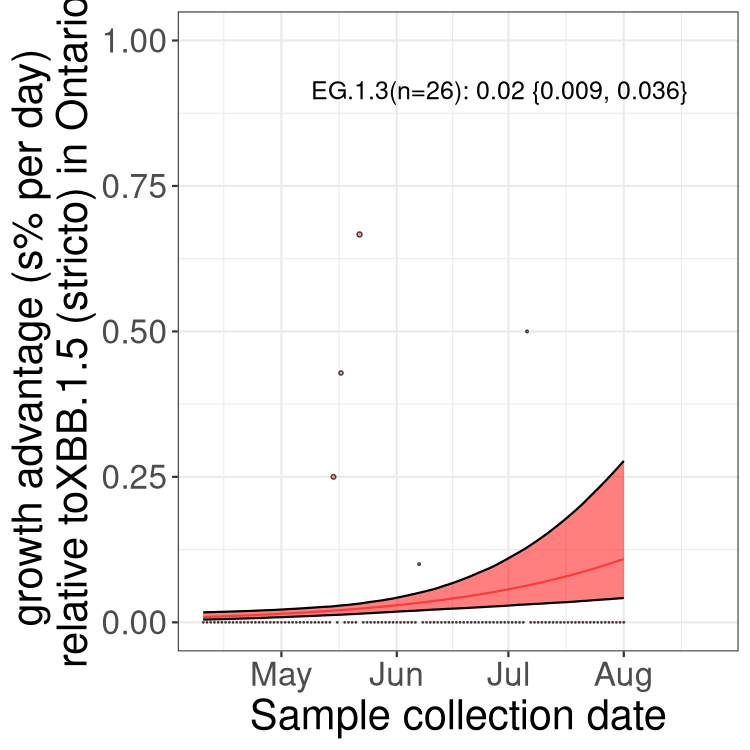 growth advantage (s% per day)
relative toXBB.1.5 (stricto) in Ontario
1.00
0.75
0.50
0.25
0.00
EG.1.3(n=26): 0.02 {0.009, 0.036}
May Jun Jul Aug
Sample collection date